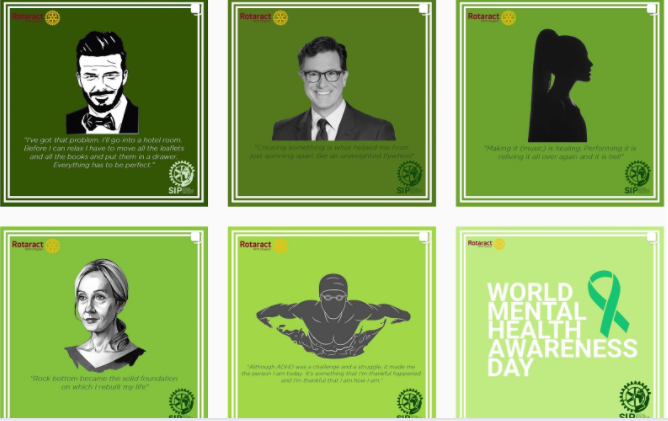 Rotaract
"I've got that problem. I'll go into a hotel room.
Before I can relax I have to move all the leaflets
and all the books and put them in a drawer.
Everything has to be perfect."
SIP
Rotaract
"Creating something is what helped me from
just spinning apart like an unweighted flywheel"
SIP
Rotaract
"Making it (music,) is healing. Performing it is
reliving it all over again and it is hell"
SIP
Rotaract
"Rock bottom became the solid foundation
on which I rebuilt my life"
Rotaract
"Although ADHD was a challenge and a struggle, it made me
the person I am today. It's something that I'm thankful happened
and I'm thankful that I am how I am."
Rotaract
WORLD
MENTAL
HEALTH
AWARENESS
DAY